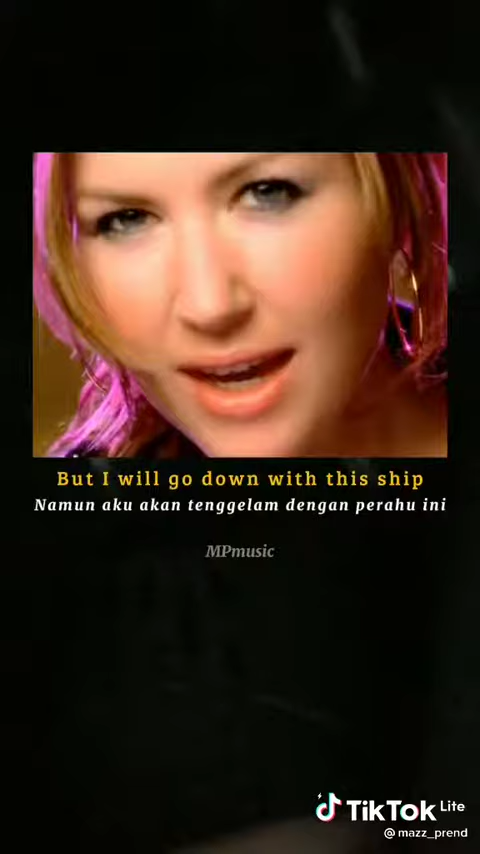 But I will go down with this ship
Namun aku akan tenggelam dengan perahu ini
MPmusic
TikTok Lite
@mazz_prend